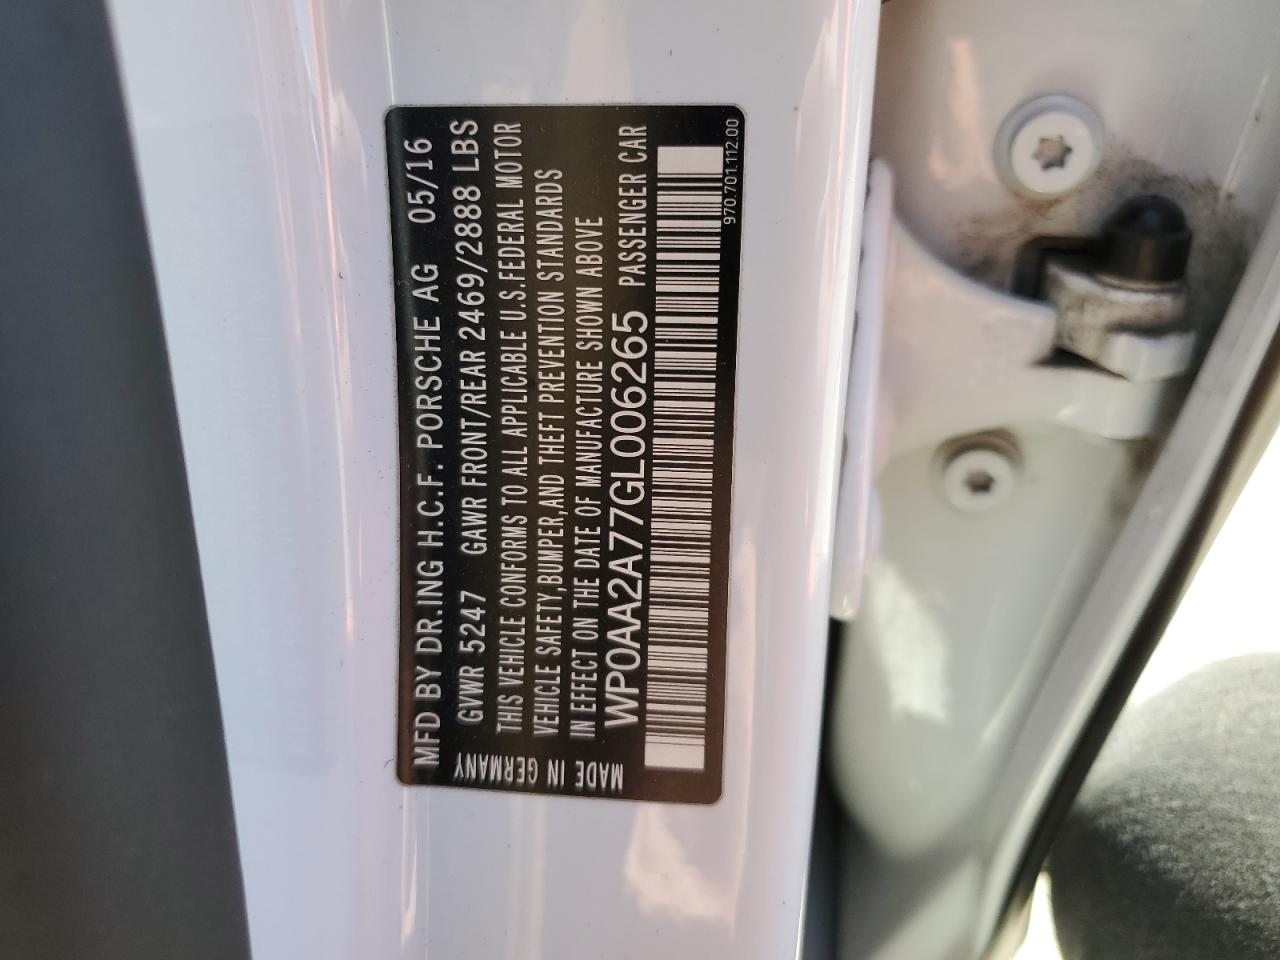 MFD BY DR.ING H.C.F. PORSCHE AG 05/16
GVWR 5247 GAWR FRONT/REAR 2469/2888 LBS
THIS VEHICLE CONFORMS TO ALL APPLICABLE U.S.FEDERAL MOTOR
VEHICLE SAFETY,BUMPER,AND THEFT PREVENTION STANDARDS
IN EFFECT ON THE DATE OF MANUFACTURE SHOWN ABOVE
WP0AA2A77GL006265 PASSENGER CAR
970.701.112.00
MADE IN GERMANY